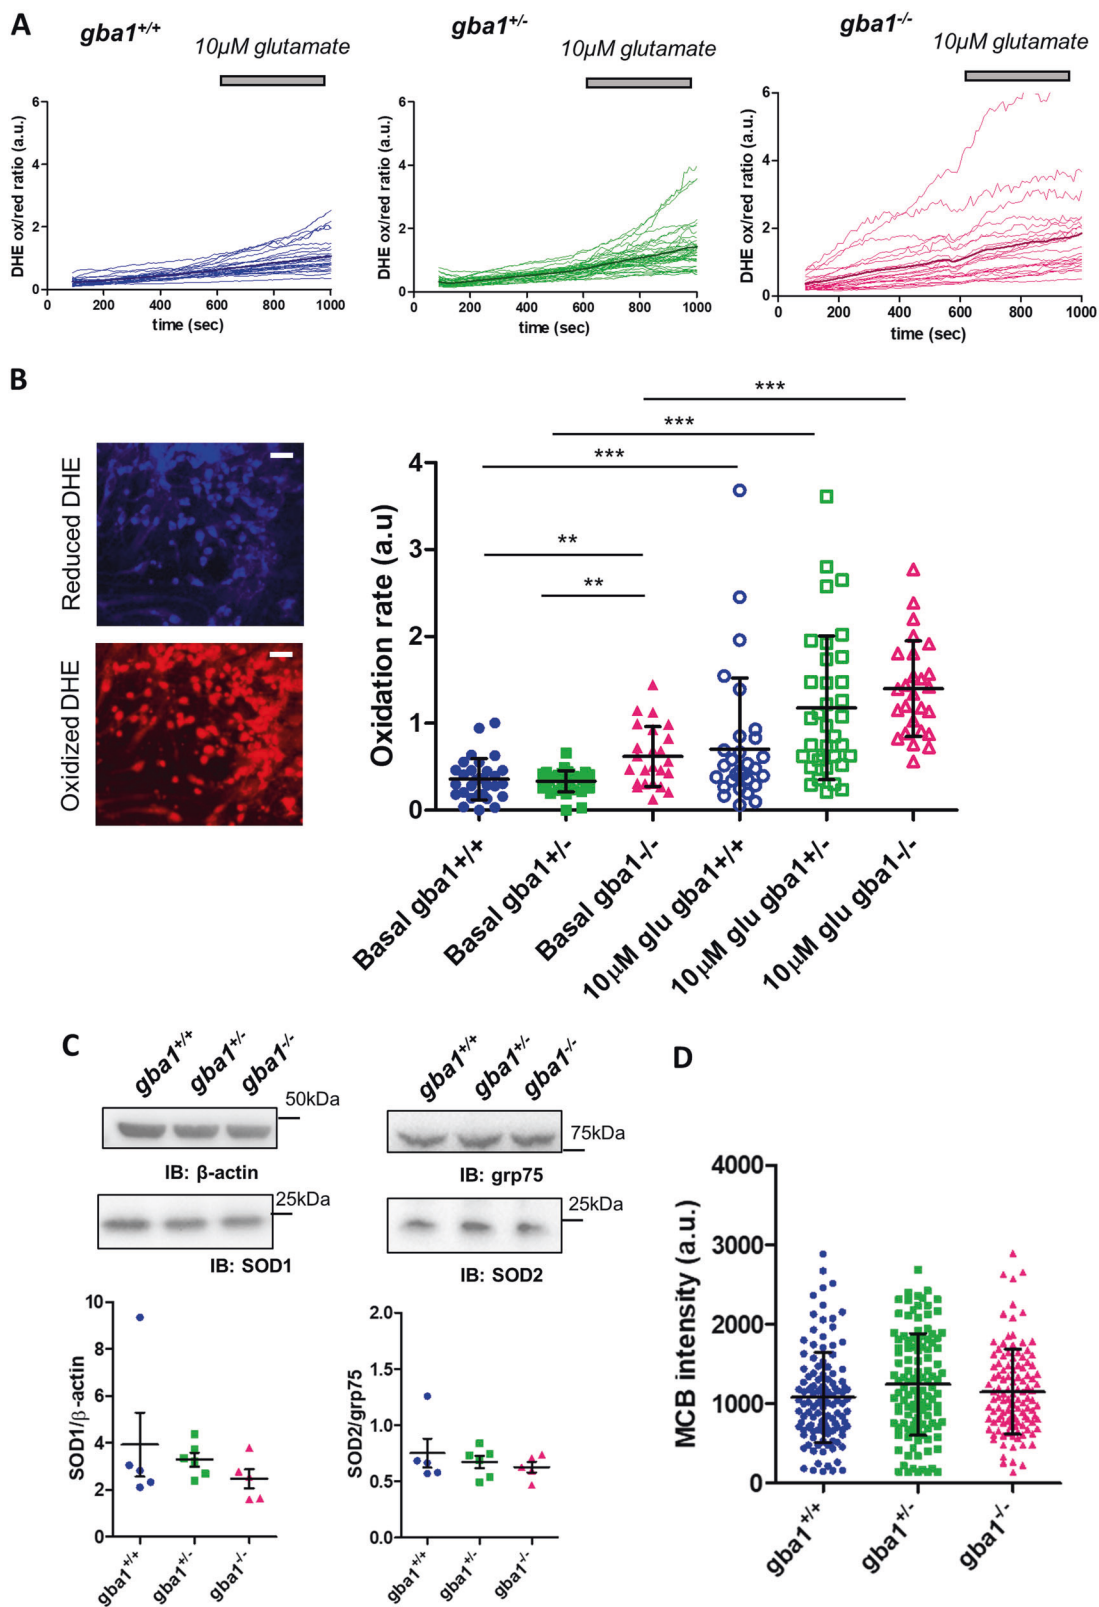 A
gba1+/+
10μM glutamate
DHE ox/red ratio (a.u.)
6
4
2
0
0
200
400
600
800
1000
time (sec)
gba1+/-
10μM glutamate
DHE ox/red ratio (a.u.)
6
4
2
0
0
200
400
600
800
1000
time (sec)
gba1-/-
10μM glutamate
DHE ox/red ratio (a.u.)
6
4
2
0
0
200
400
600
800
1000
time (sec)
B
Reduced DHE
Oxidized DHE
***
***
***
**
**
Oxidation rate (a.u)
4
3
2
1
0
Basal gba1+/+
Basal gba1+/-
Basal gba1-/-
10μM glu gba1+/+
10μM glu gba1+/-
10μM glu gba1-/-
C
gba1+/+
gba1+/-
gba1-/-
50kDa
IB: β-actin
25kDa
IB: SOD1
gba1+/+
gba1+/-
gba1-/-
75kDa
IB: grp75
25kDa
IB: SOD2
SOD1/β-actin
10
8
6
4
2
0
gba1+/+
gba1+/-
gba1-/-
SOD2/grp75
2.0
1.5
1.0
0.5
0.0
gba1+/+
gba1+/-
gba1-/-
D
MCB intensity (a.u.)
4000
3000
2000
1000
0
gba1+/+
gba1+/-
gba1-/-